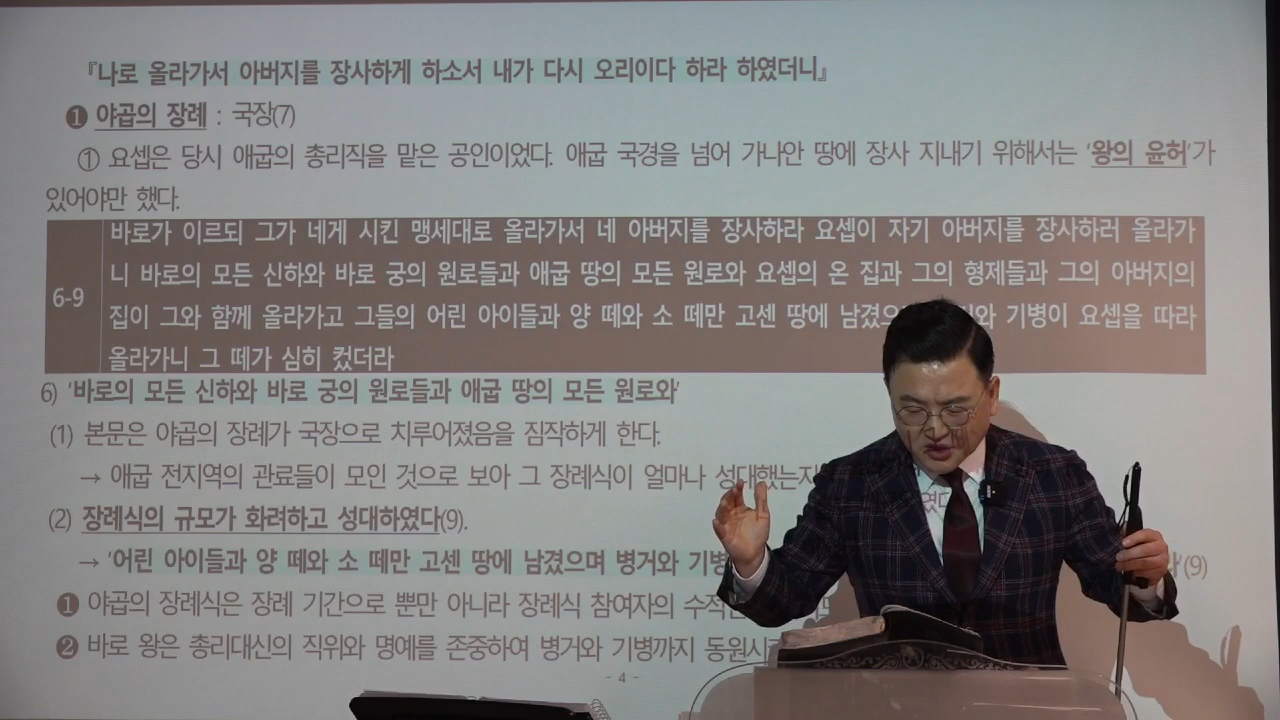 『나로 올라가서 아버지를 장사하게 하소서 내가 다시 오리이다 하라 하였더니』
❶ 야곱의 장례 : 국장(7)
① 요셉은 당시 애굽의 총리직을 맡은 공인이었다. 애굽 국경을 넘어 가나안 땅에 장사 지내기 위해서는 '왕의 윤허'가
있어야만 했다.
바로가 이르되 그가 네게 시킨 맹세대로 올라가서 네 아버지를 장사하라 요셉이 자기 아버지를 장사하러 올라가
니 바로의 모든 신하와 바로 궁의 원로들과 애굽 땅의 모든 원로와 요셉의 온 집과 그의 형제들과 그의 아버지의
6-9
집이 그와 함께 올라가고 그들의 어린 아이들과 양 떼와 소 떼만 고센 땅에 기병이 요셉을 따라
올라가니 그 떼가 심히 컸더라
6) '바로의 모든 신하와 바로 궁의 원로들과 애굽 땅의 모든 원로와'
(1) 본문은 야곱의 장례가 국장으로 치루어졌음을 짐작하게 한다.
→ 애굽 전지역의 관료들이 모인 것으로 보아 그 장례식이 얼마나
(2) 장례식의 규모가 화려하고 성대하였다(9).
→ '어린 아이들과 양 떼와 소 떼만 고센 땅에 남겼으며 병거와 (9)
❶ 야곱의 장례식은 장례 기간으로 뿐만 아니라 장례식 참여자의
❷ 바로 왕은 총리대신의 직위와 명예를 존중하여 병거와 기병까지
- 4 -